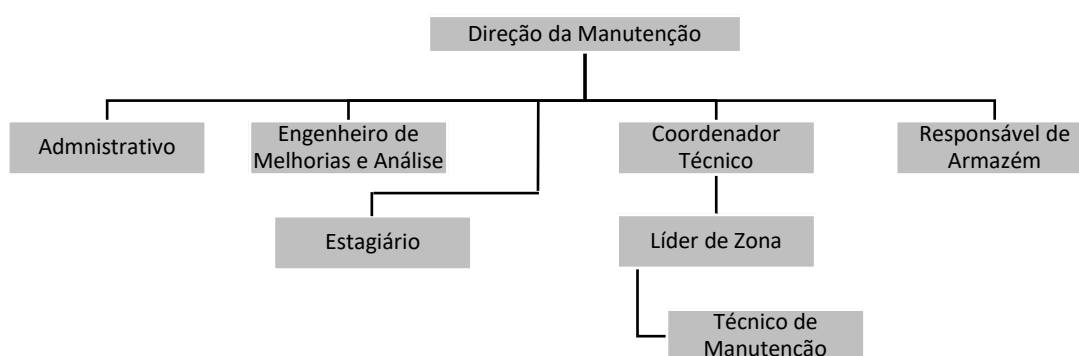 Direção da Manutenção
Admnistrativo
Engenheiro de
Melhorias e Análise
Coordenador
Técnico
Responsável de
Armazém
Estagiário
Líder de Zona
Técnico de
Manutenção